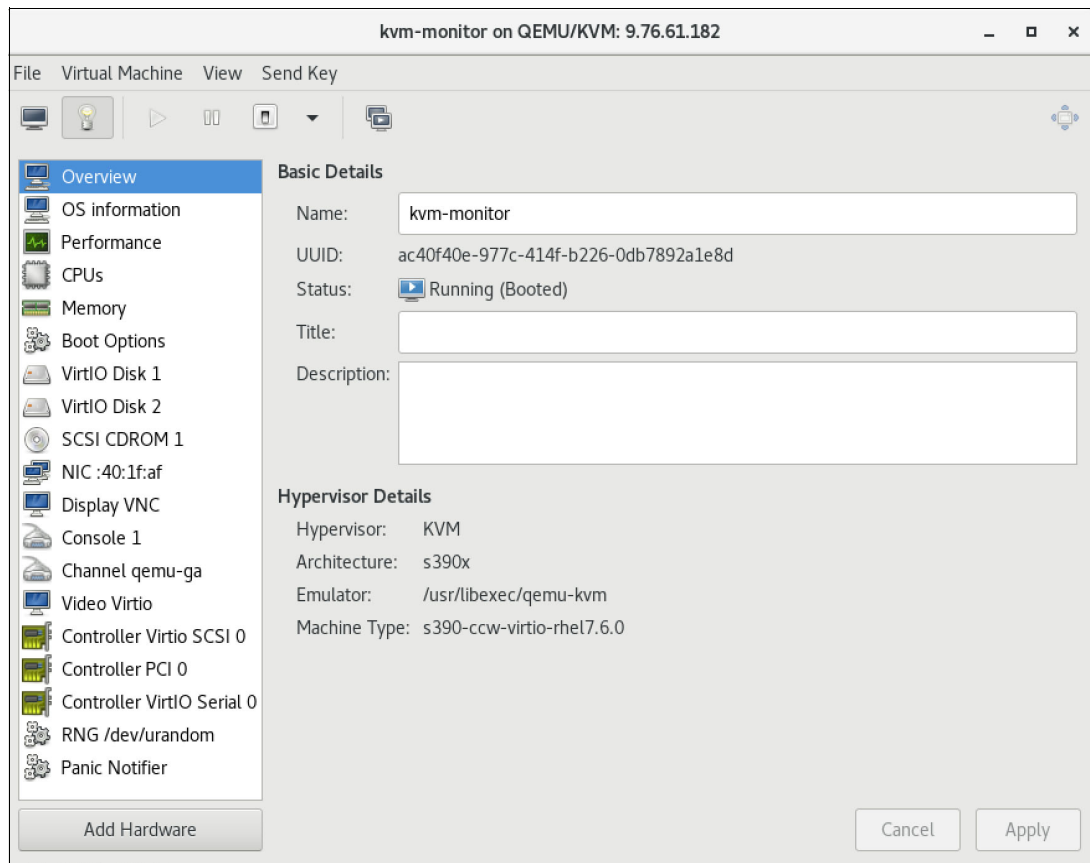 kvm-monitor on QEMU/KVM: 9.76.61.182
File Virtual Machine View Send Key
Overview
OS information
Performance
CPUs
Memory
Boot Options
VirtIO Disk 1
VirtIO Disk 2
SCSI CDROM 1
NIC :40:1f:af
Display VNC
Console 1
Channel qemu-ga
Video Virtio
Controller Virtio SCSI 0
Controller PCI 0
Controller VirtIO Serial 0
RNG /dev/urandom
Panic Notifier
Add Hardware
Basic Details
Name: kvm-monitor
UUID: ac40f40e-977c-414f-b226-0db7892a1e8d
Status: Running (Booted)
Title:
Description:
Hypervisor Details
Hypervisor: KVM
Architecture: s390x
Emulator: /usr/libexec/qemu-kvm
Machine Type: s390-ccw-virtio-rhel7.6.0
Cancel Apply